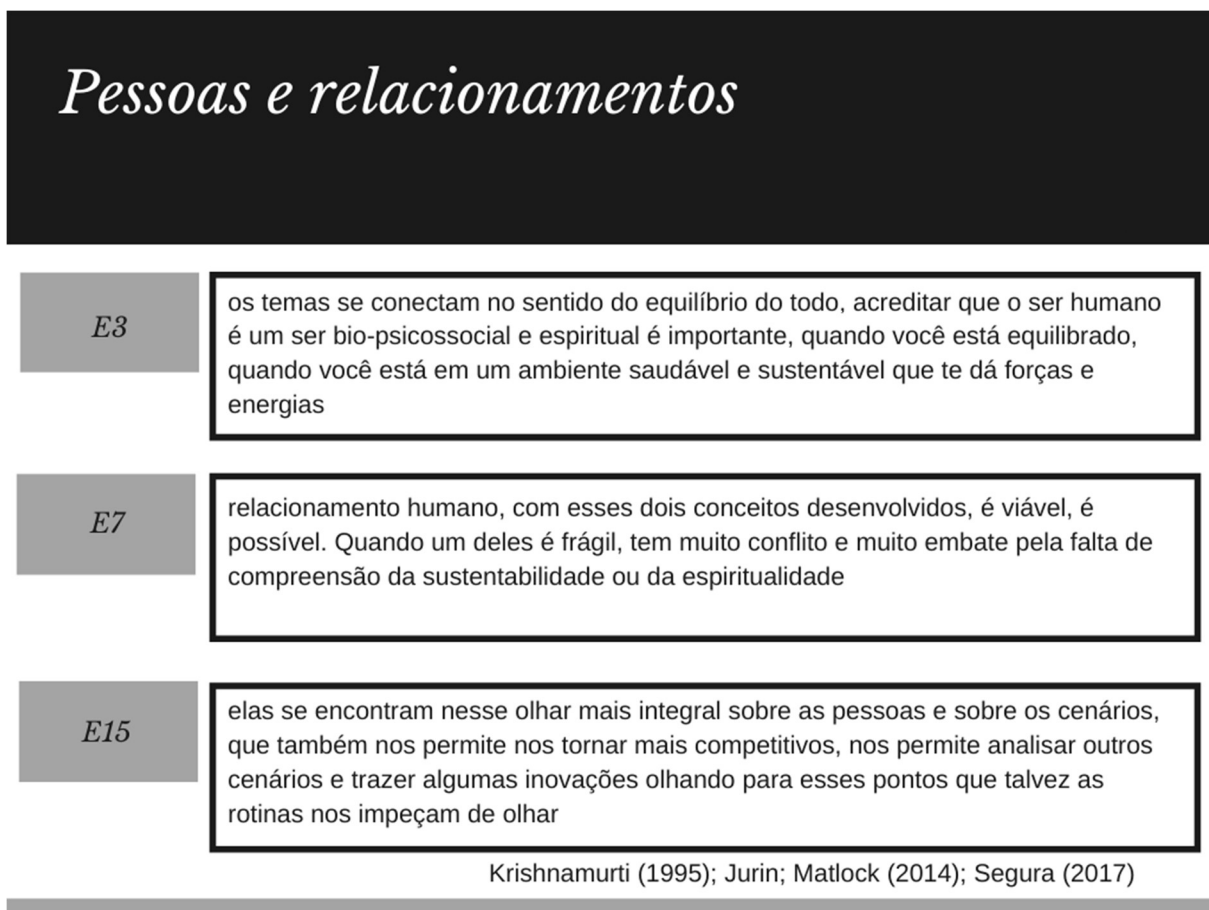 Pessoas e relacionamentos
E3
os temas se conectam no sentido do equilíbrio do todo, acreditar que o ser humano
é um ser bio-psicossocial e espiritual é importante, quando você está equilibrado,
quando você está em um ambiente saudável e sustentável que te dá forças e
energias
E7
relacionamento humano, com esses dois conceitos desenvolvidos, é viável, é
possível. Quando um deles é frágil, tem muito conflito e muito embate pela falta de
compreensão da sustentabilidade ou da espiritualidade
E15
elas se encontram nesse olhar mais integral sobre as pessoas e sobre os cenários,
que também nos permite nos tornar mais competitivos, nos permite analisar outros
cenários e trazer algumas inovações olhando para esses pontos que talvez as
rotinas nos impeçam de olhar
Krishnamurti (1995); Jurin; Matlock (2014); Segura (2017)